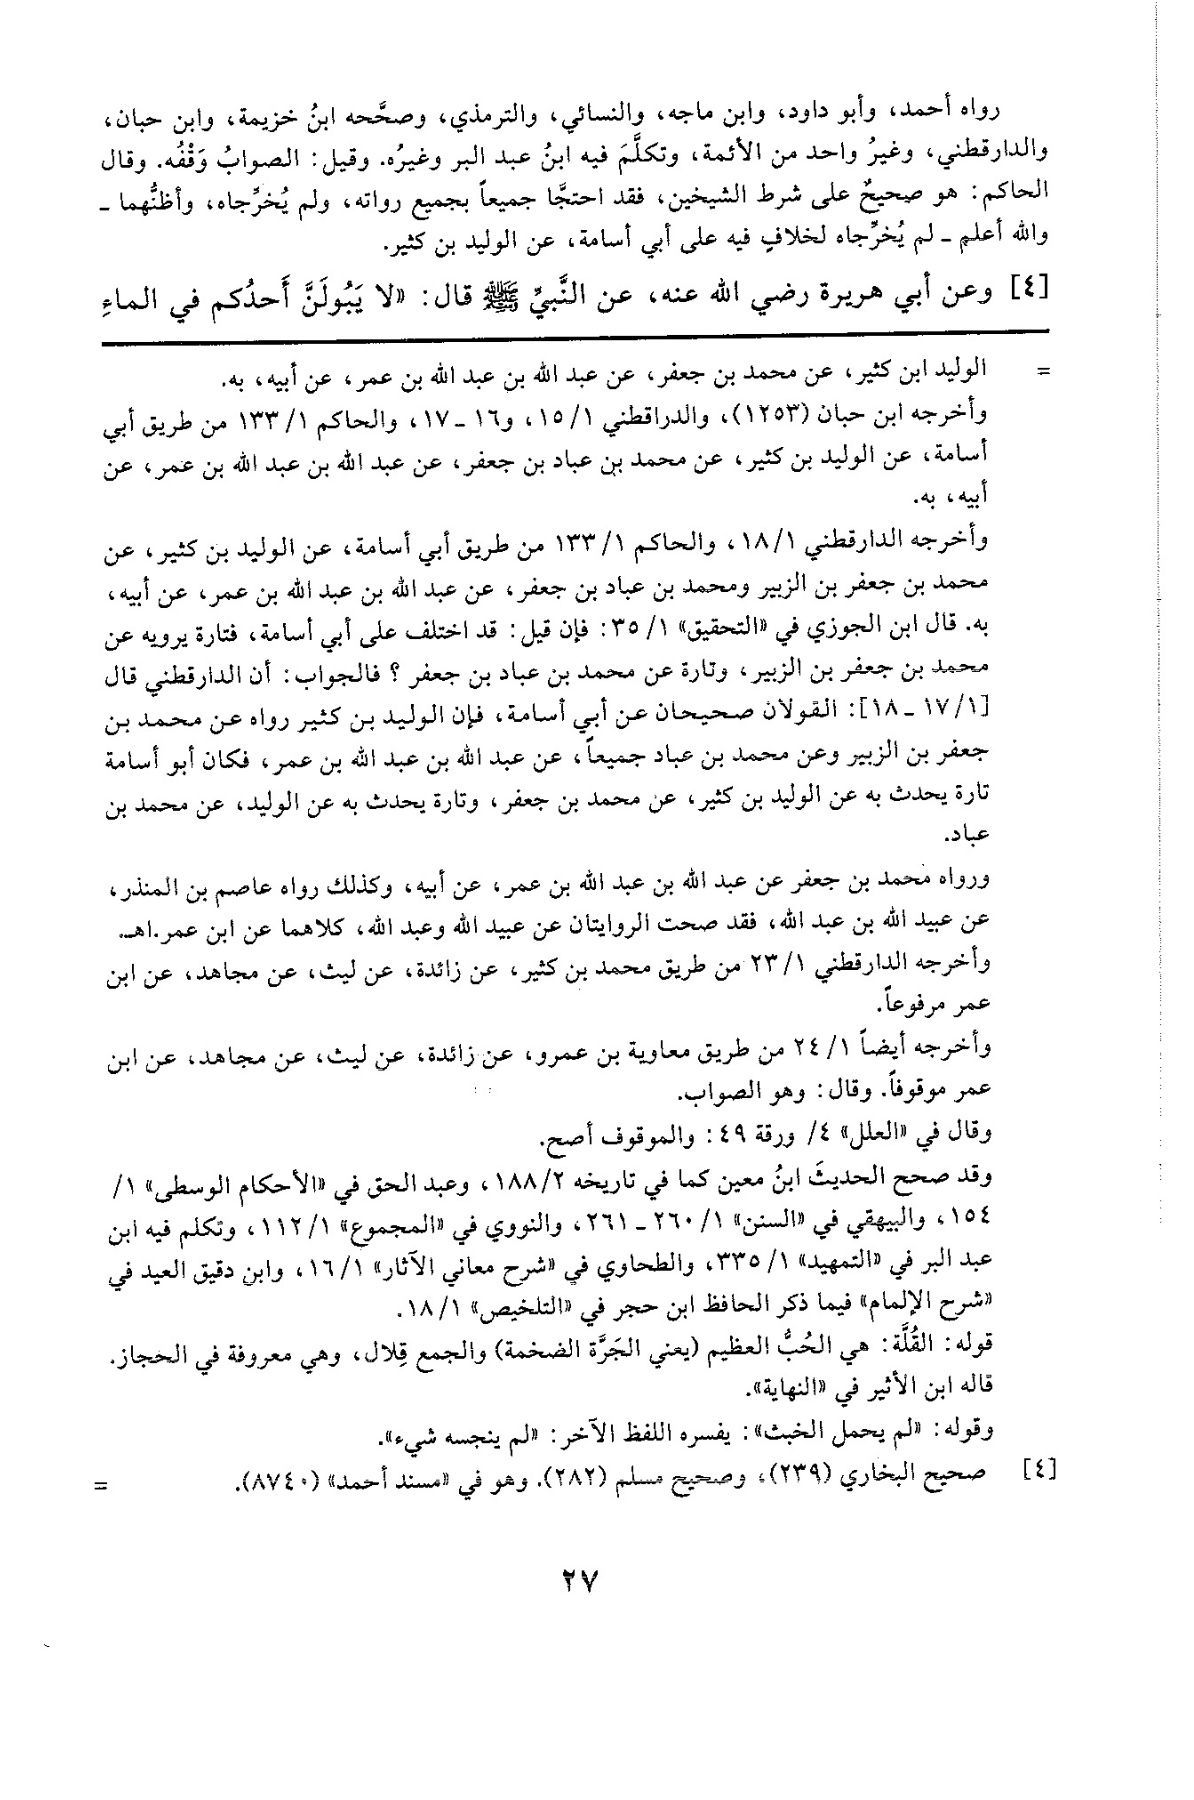 رواه أحمد، وأبو داود، وابن ماجه، والنسائي، والترمذي، وصحَّحه ابنُ خزيمة، وابن حبان،
والدارقطني، وغيرُ واحد من الأئمة، وتكلَّمَ فيه ابنُ عبد البر وغيرُه. وقيل: الصوابُ وَقْفُه. وقال
الحاكم: هو صحيحٌ على شرط الشيخين، فقد احتجَّا جميعاً بجميع رواته، ولم يُخرِّجاه، وأظنُّهما ـ
والله أعلم ـ لم يُخرِّجاه لخلافٍ فيه على أبي أسامة، عن الوليد بن كثير.
[٤] وعن أبي هريرة رضي الله عنه، عن النَّبيِّ ﷺ قال: «لا يَبُولَنَّ أَحدُكم في الماءِ
= الوليد ابن كثير، عن محمد بن جعفر، عن عبد الله بن عبد الله بن عمر، عن أبيه، به.
وأخرجه ابن حبان (١٢٥٣)، والدراقطني ١/ ١٥، و١٦ ـ ١٧، والحاكم ١/ ١٣٣ من طريق أبي
أسامة، عن الوليد بن كثير، عن محمد بن عباد بن جعفر، عن عبد الله بن عبد الله بن عمر، عن
أبيه، به.
وأخرجه الدارقطني ١/ ١٨، والحاكم ١/ ١٣٣ من طريق أبي أسامة، عن الوليد بن كثير، عن
محمد بن جعفر بن الزبير ومحمد بن عباد بن جعفر، عن عبد الله بن عبد الله بن عمر، عن أبيه،
به. قال ابن الجوزي في «التحقيق» ١/ ٣٥: فإن قيل: قد اختلف على أبي أسامة، فتارة يرويه عن
محمد بن جعفر بن الزبير، وتارة عن محمد بن عباد بن جعفر ؟ فالجواب: أن الدارقطني قال
[١/ ١٧ ـ ١٨]: القولان صحيحان عن أبي أسامة، فإن الوليد بن كثير رواه عن محمد بن
جعفر بن الزبير وعن محمد بن عباد جميعاً، عن عبد الله بن عبد الله بن عمر، فكان أبو أسامة
تارة يحدث به عن الوليد بن كثير، عن محمد بن جعفر، وتارة يحدث به عن الوليد، عن محمد بن
عباد.
ورواه محمد بن جعفر عن عبد الله بن عبد الله بن عمر، عن أبيه، وكذلك رواه عاصم بن المنذر،
عن عبيد الله بن عبد الله، فقد صحت الروايتان عن عبيد الله وعبد الله، كلاهما عن ابن عمر.اهـ.
وأخرجه الدارقطني ١/ ٢٣ من طريق محمد بن كثير، عن زائدة، عن ليث، عن مجاهد، عن ابن
عمر مرفوعاً.
وأخرجه أيضاً ١/ ٢٤ من طريق معاوية بن عمرو، عن زائدة، عن ليث، عن مجاهد، عن ابن
عمر موقوفاً. وقال: وهو الصواب.
وقال في «العلل» ٤/ ورقة ٤٩: والموقوف أصح.
وقد صحح الحديثَ ابنُ معين كما في تاريخه ٢/ ١٨٨، وعبد الحق في «الأحكام الوسطى» ١/
١٥٤، والبيهقي في «السنن» ١/ ٢٦٠ ـ ٢٦١، والنووي في «المجموع» ١/ ١١٢، وتكلم فيه ابن
عبد البر في «التمهيد» ١/ ٣٣٥، والطحاوي في «شرح معاني الآثار» ١/ ١٦، وابن دقيق العيد في
«شرح الإلمام» فيما ذكر الحافظ ابن حجر في «التلخيص» ١/ ١٨.
قوله: القُلَّة: هي الحُبُّ العظيم (يعني الجَرَّة الضخمة) والجمع قِلال، وهي معروفة في الحجاز.
قاله ابن الأثير في «النهاية».
وقوله: «لم يحمل الخبث»: يفسره اللفظ الآخر: «لم ينجسه شيء».
[٤] صحيح البخاري (٢٣٩)، وصحيح مسلم (٢٨٢). وهو في «مسند أحمد» (٨٧٤٠). =
٢٧